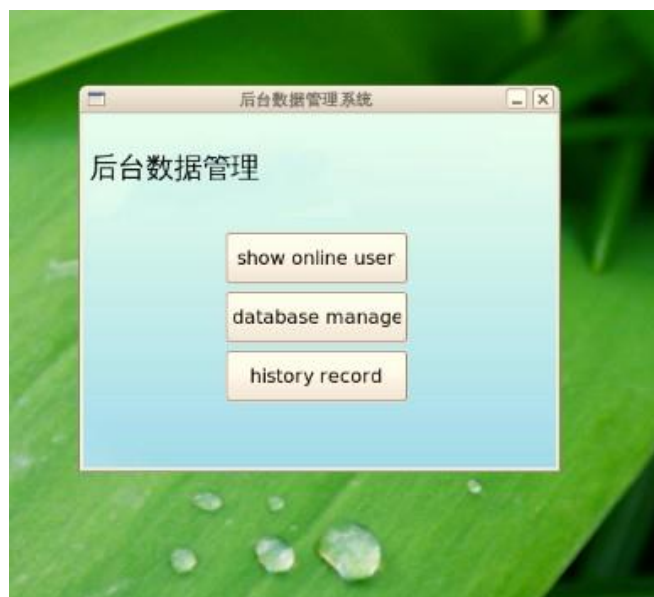 后台数据管理系统
后台数据管理
show online user
database manage
history record